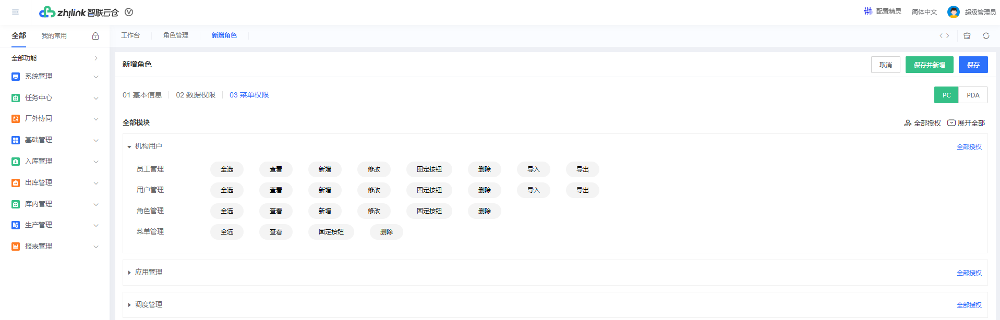 zhilink 智联云仓
配置精灵 简体中文 超级管理员
全部 我的常用
工作台 角色管理 新增角色
全部功能
系统管理
任务中心
厂外协同
基础管理
入库管理
出库管理
库内管理
生产管理
报表管理
新增角色
取消 保存并新增 保存
01 基本信息 02 数据权限 03 菜单权限
PC PDA
全部模块
全部授权 展开全部
机构用户 全部授权
员工管理 全选 查看 新增 修改 固定按钮 删除 导入 导出
用户管理 全选 查看 新增 修改 固定按钮 删除 导入 导出
角色管理 全选 查看 新增 修改 固定按钮 删除
菜单管理 全选 查看 固定按钮 删除
应用管理 全部授权
调度管理 全部授权